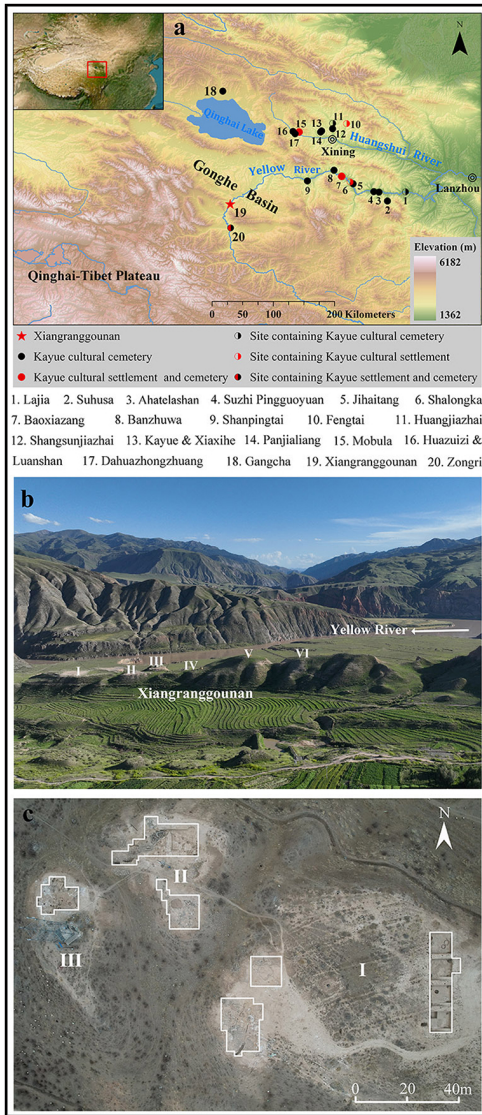 a
N
18
Qinghai Lake
11
16 15 13 10
17 14 12
Xining
Huangshui River
Yellow River
8
7
6 5
9
4 3
2
1
Lanzhou
Gonghe Basin
19
20
Qinghai-Tibet Plateau
Elevation (m)
6182
1362
0 50 100 200
Kilometers
Xiangranggounan
Site containing Kayue cultural cemetery
Kayue cultural cemetery
Site containing Kayue cultural settlement
Kayue cultural settlement and cemetery
Site containing Kayue settlement and cemetery
1. Lajia 2. Suhusa 3. Ahatelashan 4. Suzhi Pingguoyuan 5. Jihaitang 6. Shalongka
7. Baoxiazang 8. Banzhuwa 9. Shanpingtai 10. Fengtai 11. Huangjiazhai
12. Shangsunjiazhai 13. Kayue & Xiaxihe 14. Panjialiang 15. Mobula 16. Huazuizi &
Luanshan 17. Dahuazhongzhuang 18. Gangcha 19. Xiangranggounan 20. Zongri
b
Yellow River
I II III IV V VI
Xiangranggounan
c
N
II
III
I
0 20 40m